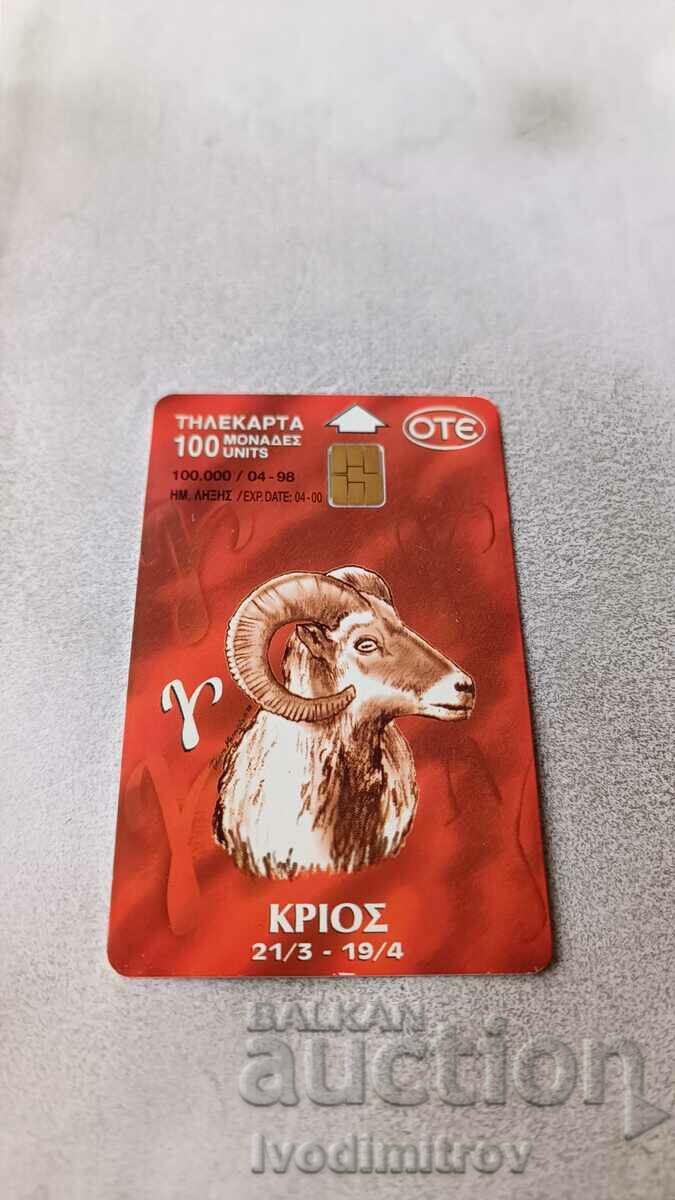 ΤΗΛΕΚΑΡΤΑ
100 ΜΟΝΑΔΕΣ
UNITS
OTE
100.000 / 04-98
ΗΜ. ΛΗΞΗΣ / EXP. DATE: 04-00
ΚΡΙΟΣ
21/3 - 19/4
BALKAN
auction
Ivodimitrov